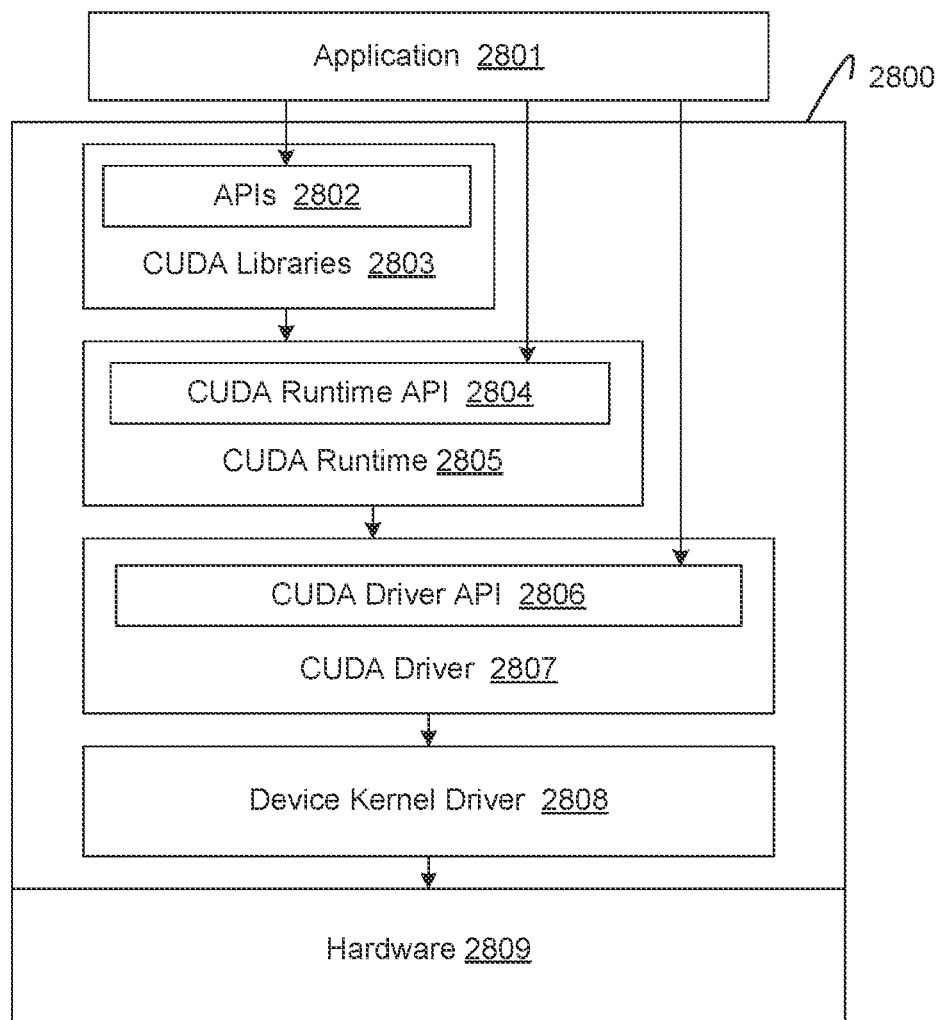 Application 2801
2800
APIs 2802
CUDA Libraries 2803
CUDA Runtime API 2804
CUDA Runtime 2805
CUDA Driver API 2806
CUDA Driver 2807
Device Kernel Driver 2808
Hardware 2809